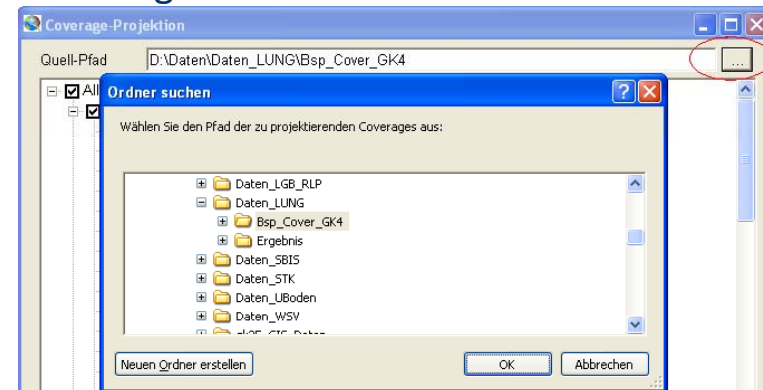 Coverage-Projektion
Quell-Pfad D:\Daten\Daten_LUNG\Bsp_Cover_GK4 ...
All
Ordner suchen
Wählen Sie den Pfad der zu projektierenden Coverages aus:
Daten_LGB_RLP
Daten_LUNG
Bsp_Cover_GK4
Ergebnis
Daten_SBIS
Daten_STK
Daten_UBoden
Daten_WSV
Neuen Ordner erstellen OK Abbrechen